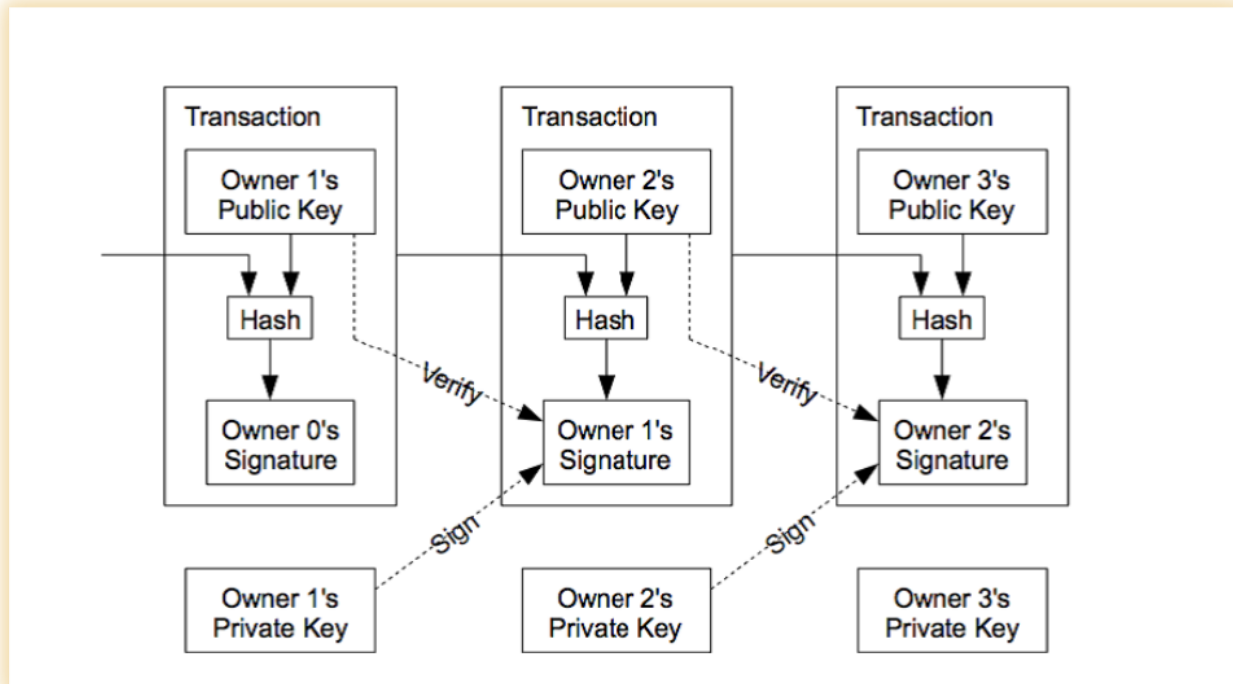 Transaction
Transaction
Transaction
Owner 1's
Public Key
Owner 2's
Public Key
Owner 3's
Public Key
Hash
Hash
Hash
Verify
Verify
Owner 0's
Signature
Owner 1's
Signature
Owner 2's
Signature
Sign
Sign
Owner 1's
Private Key
Owner 2's
Private Key
Owner 3's
Private Key